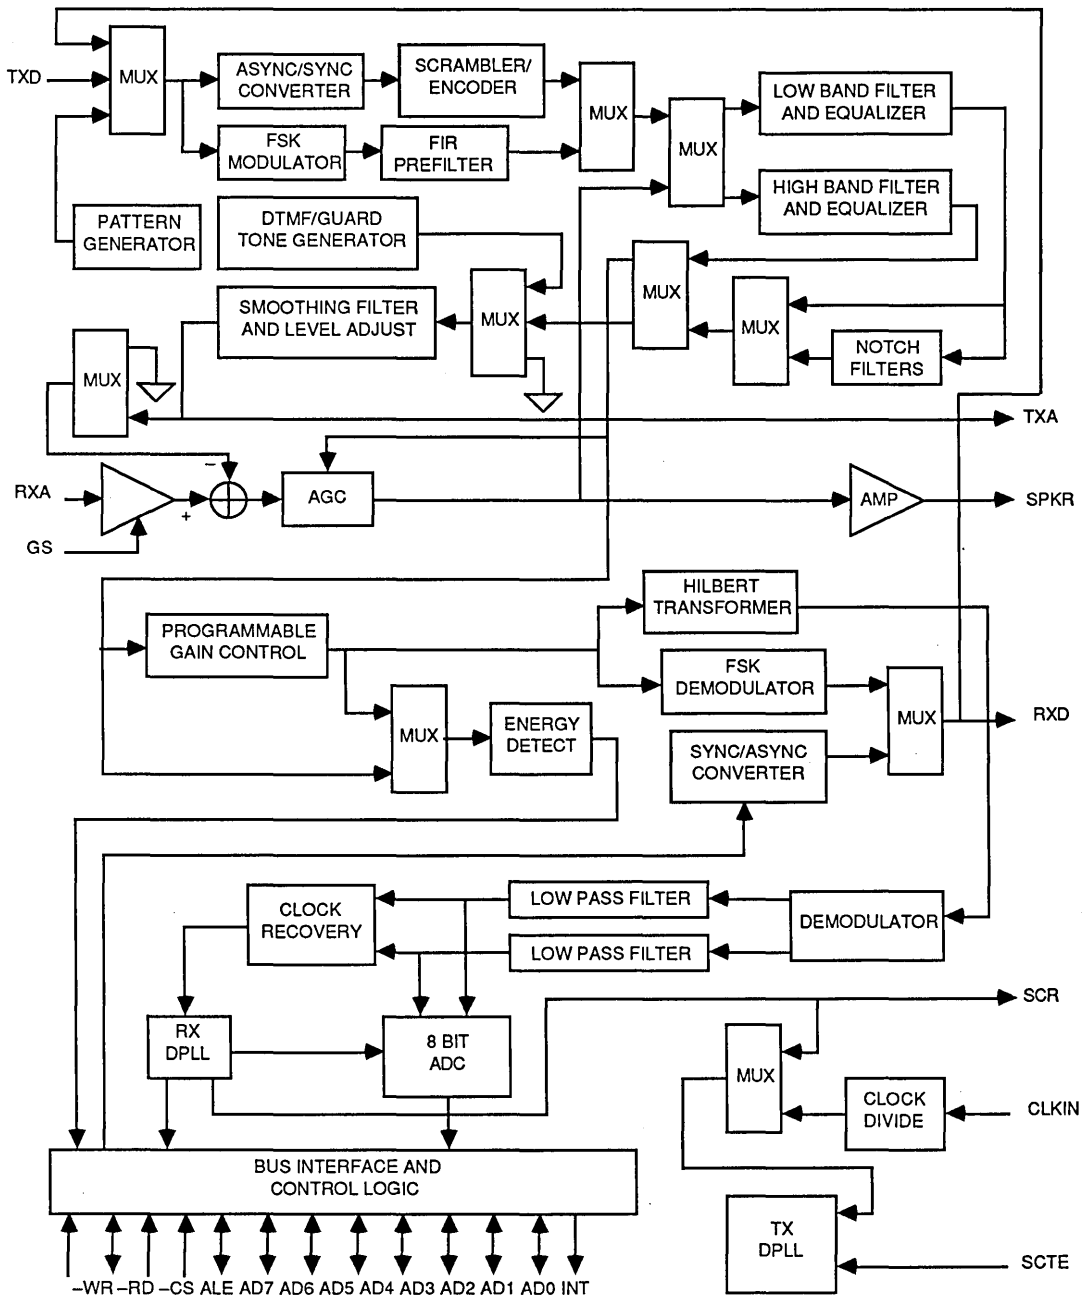 TXD
MUX
ASYNC/SYNC
CONVERTER
SCRAMBLER/
ENCODER
MUX
MUX
LOW BAND FILTER
AND EQUALIZER
FSK
MODULATOR
FIR
PREFILTER
HIGH BAND FILTER
AND EQUALIZER
PATTERN
GENERATOR
DTMF/GUARD
TONE GENERATOR
SMOOTHING FILTER
AND LEVEL ADJUST
MUX
MUX
MUX
NOTCH
FILTERS
MUX
TXA
RXA
–
+
AGC
AMP
SPKR
GS
HILBERT
TRANSFORMER
PROGRAMMABLE
GAIN CONTROL
FSK
DEMODULATOR
MUX
ENERGY
DETECT
MUX
RXD
SYNC/ASYNC
CONVERTER
CLOCK
RECOVERY
LOW PASS FILTER
LOW PASS FILTER
DEMODULATOR
SCR
RX
DPLL
8 BIT
ADC
MUX
CLOCK
DIVIDE
CLKIN
BUS INTERFACE AND
CONTROL LOGIC
TX
DPLL
SCTE
–WR –RD –CS ALE AD7 AD6 AD5 AD4 AD3 AD2 AD1 AD0 INT